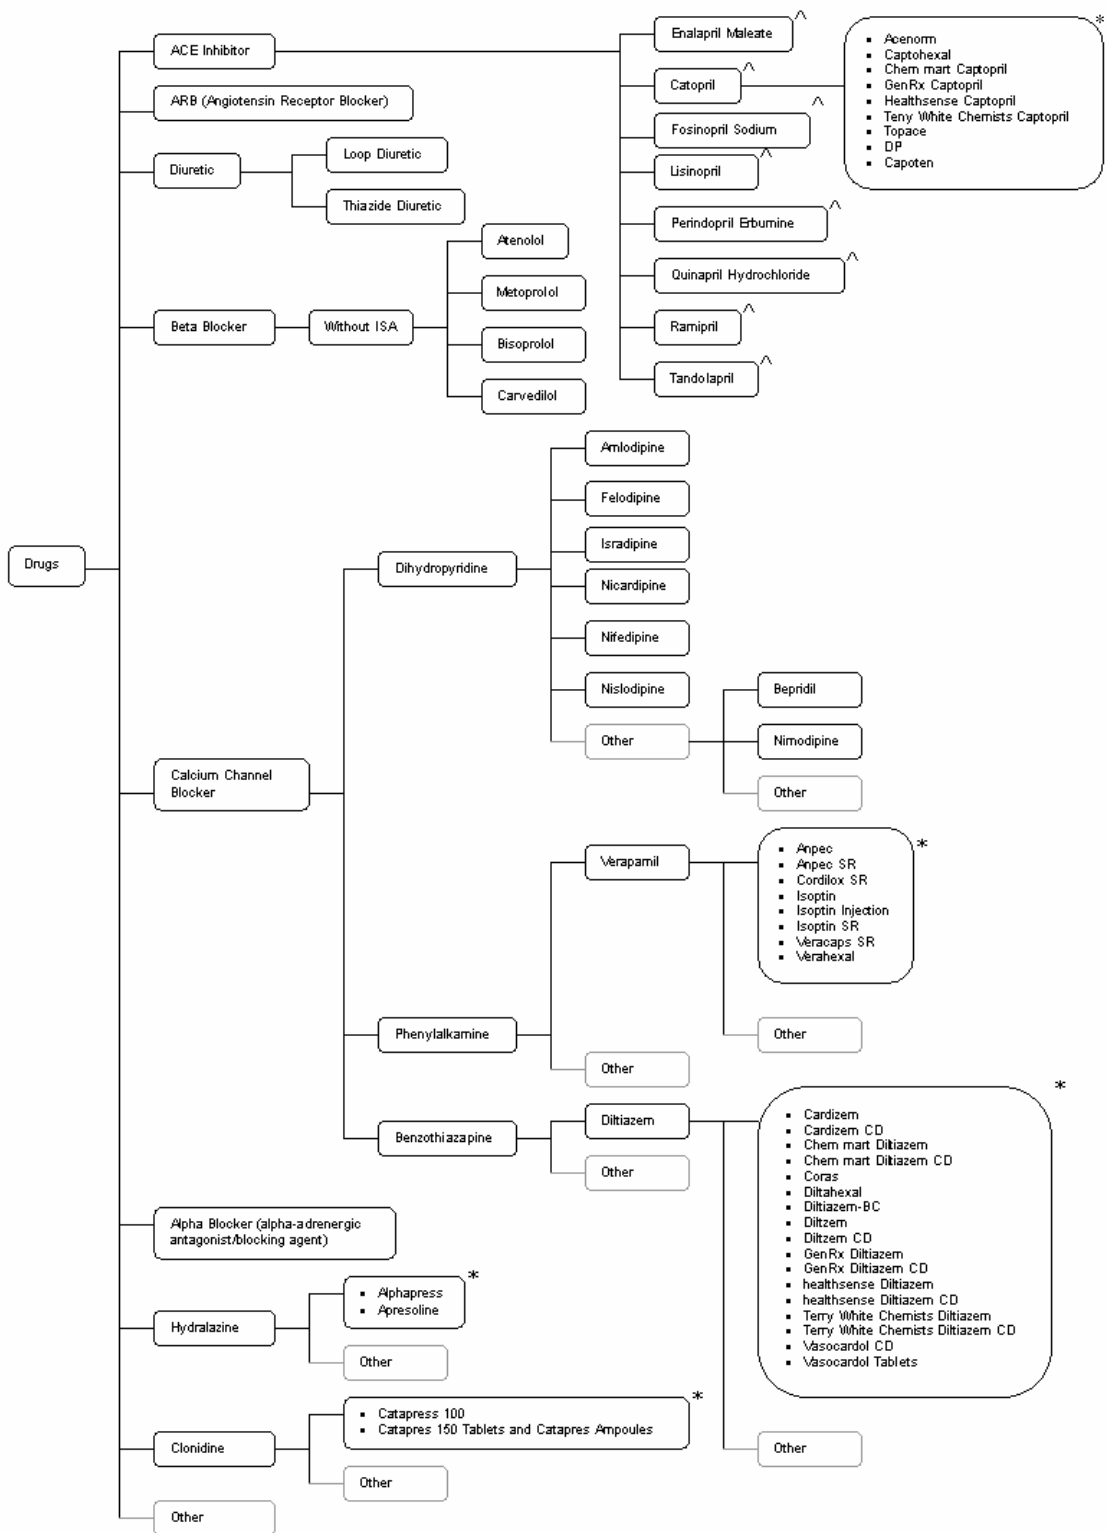 ACE Inhibitor
Enalapril Maleate
^
*
▪ Acenorm
▪ Captohexal
▪ Chem mart Captopril
▪ GenRx Captopril
▪ Healthsense Captopril
▪ Teny White Chemists Captopril
▪ Topace
▪ DP
▪ Capoten
Catopril
^
ARB (Angiotensin Receptor Blocker)
Fosinopril Sodium
^
Diuretic
Loop Diuretic
Thiazide Diuretic
Lisinopril
^
Perindopril Erbumine
^
Quinapril Hydrochloride
^
Ramipril
^
Tandolapril
^
Beta Blocker
Without ISA
Atenolol
Metoprolol
Bisoprolol
Carvedilol
Drugs
Dihydropyridine
Amlodipine
Felodipine
Isradipine
Nicardipine
Nifedipine
Nislodipine
Other
Bepridil
Nimodipine
Other
Calcium Channel
Blocker
Verapamil
*
▪ Anpec
▪ Anpec SR
▪ Cordilox SR
▪ Isoptin
▪ Isoptin Injection
▪ Isoptin SR
▪ Veracaps SR
▪ Verahexal
Other
Phenylalkamine
Other
Benzothiazapine
Diltiazem
Other
*
▪ Cardizem
▪ Cardizem CD
▪ Chem mart Diltiazem
▪ Chem mart Diltiazem CD
▪ Coras
▪ Diltahexal
▪ Diltiazem-BC
▪ Diltzem
▪ Diltzem CD
▪ GenRx Diltiazem
▪ GenRx Diltiazem CD
▪ healthsense Diltiazem
▪ healthsense Diltiazem CD
▪ Terry White Chemists Diltiazem
▪ Terry White Chemists Diltiazem CD
▪ Vasocardol CD
▪ Vasocardol Tablets
Other
Alpha Blocker (alpha-adrenergic
antagonist/blocking agent)
Hydralazine
*
▪ Alphapress
▪ Apresoline
Other
Clonidine
*
▪ Catapress 100
▪ Catapres 150 Tablets and Catapres Ampoules
Other
Other